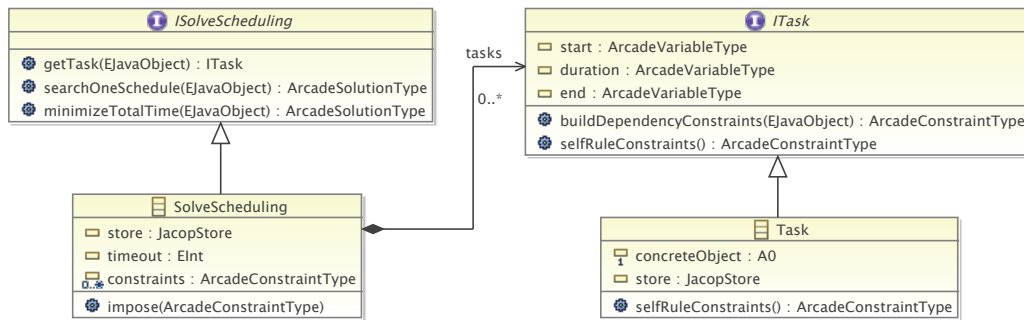 I ISolveScheduling
getTask(EJavaObject) : ITask
searchOneSchedule(EJavaObject) : ArcadeSolutionType
minimizeTotalTime(EJavaObject) : ArcadeSolutionType
tasks
0..*
I ITask
start : ArcadeVariableType
duration : ArcadeVariableType
end : ArcadeVariableType
buildDependencyConstraints(EJavaObject) : ArcadeConstraintType
selfRuleConstraints() : ArcadeConstraintType
SolveScheduling
store : JacopStore
timeout : EInt
0..* constraints : ArcadeConstraintType
impose(ArcadeConstraintType)
Task
1 concreteObject : A0
store : JacopStore
selfRuleConstraints() : ArcadeConstraintType